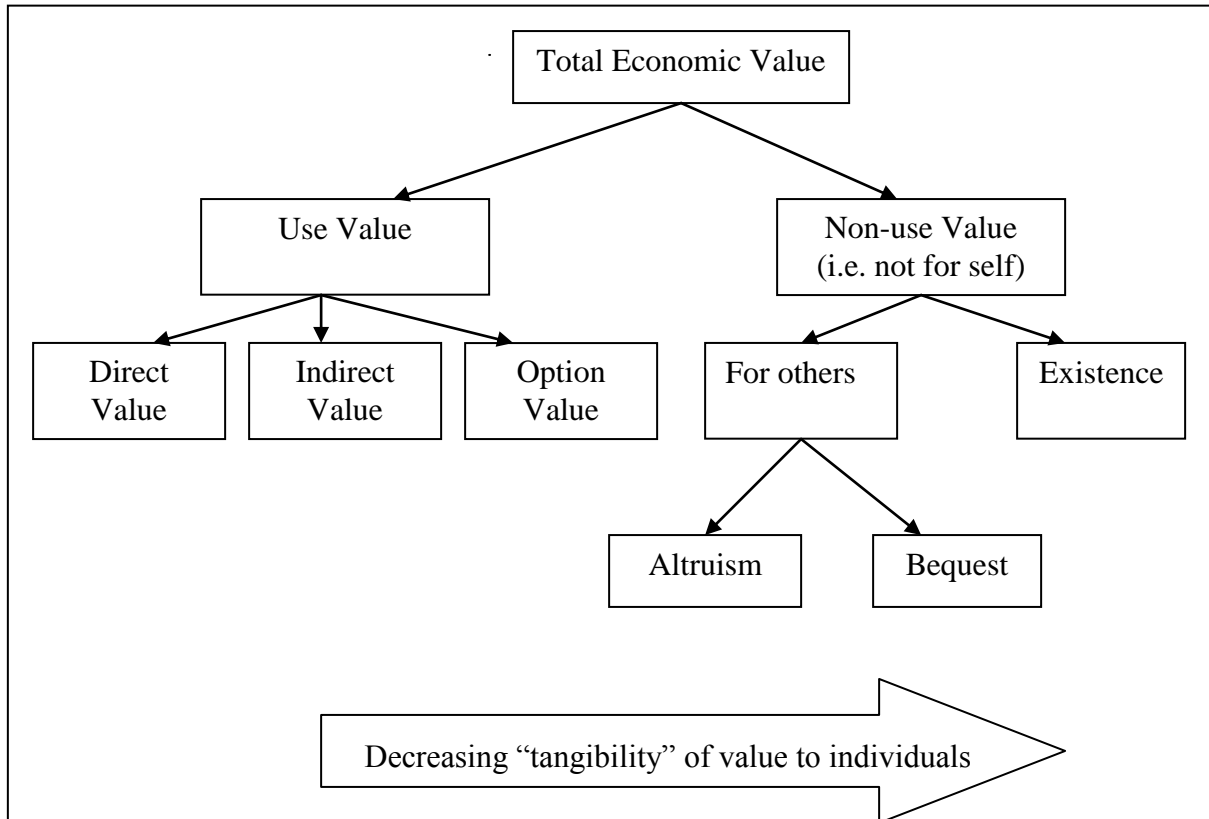 Total Economic Value
Use Value
Non-use Value
(i.e. not for self)
Direct
Value
Indirect
Value
Option
Value
For others
Existence
Altruism
Bequest
Decreasing “tangibility” of value to individuals